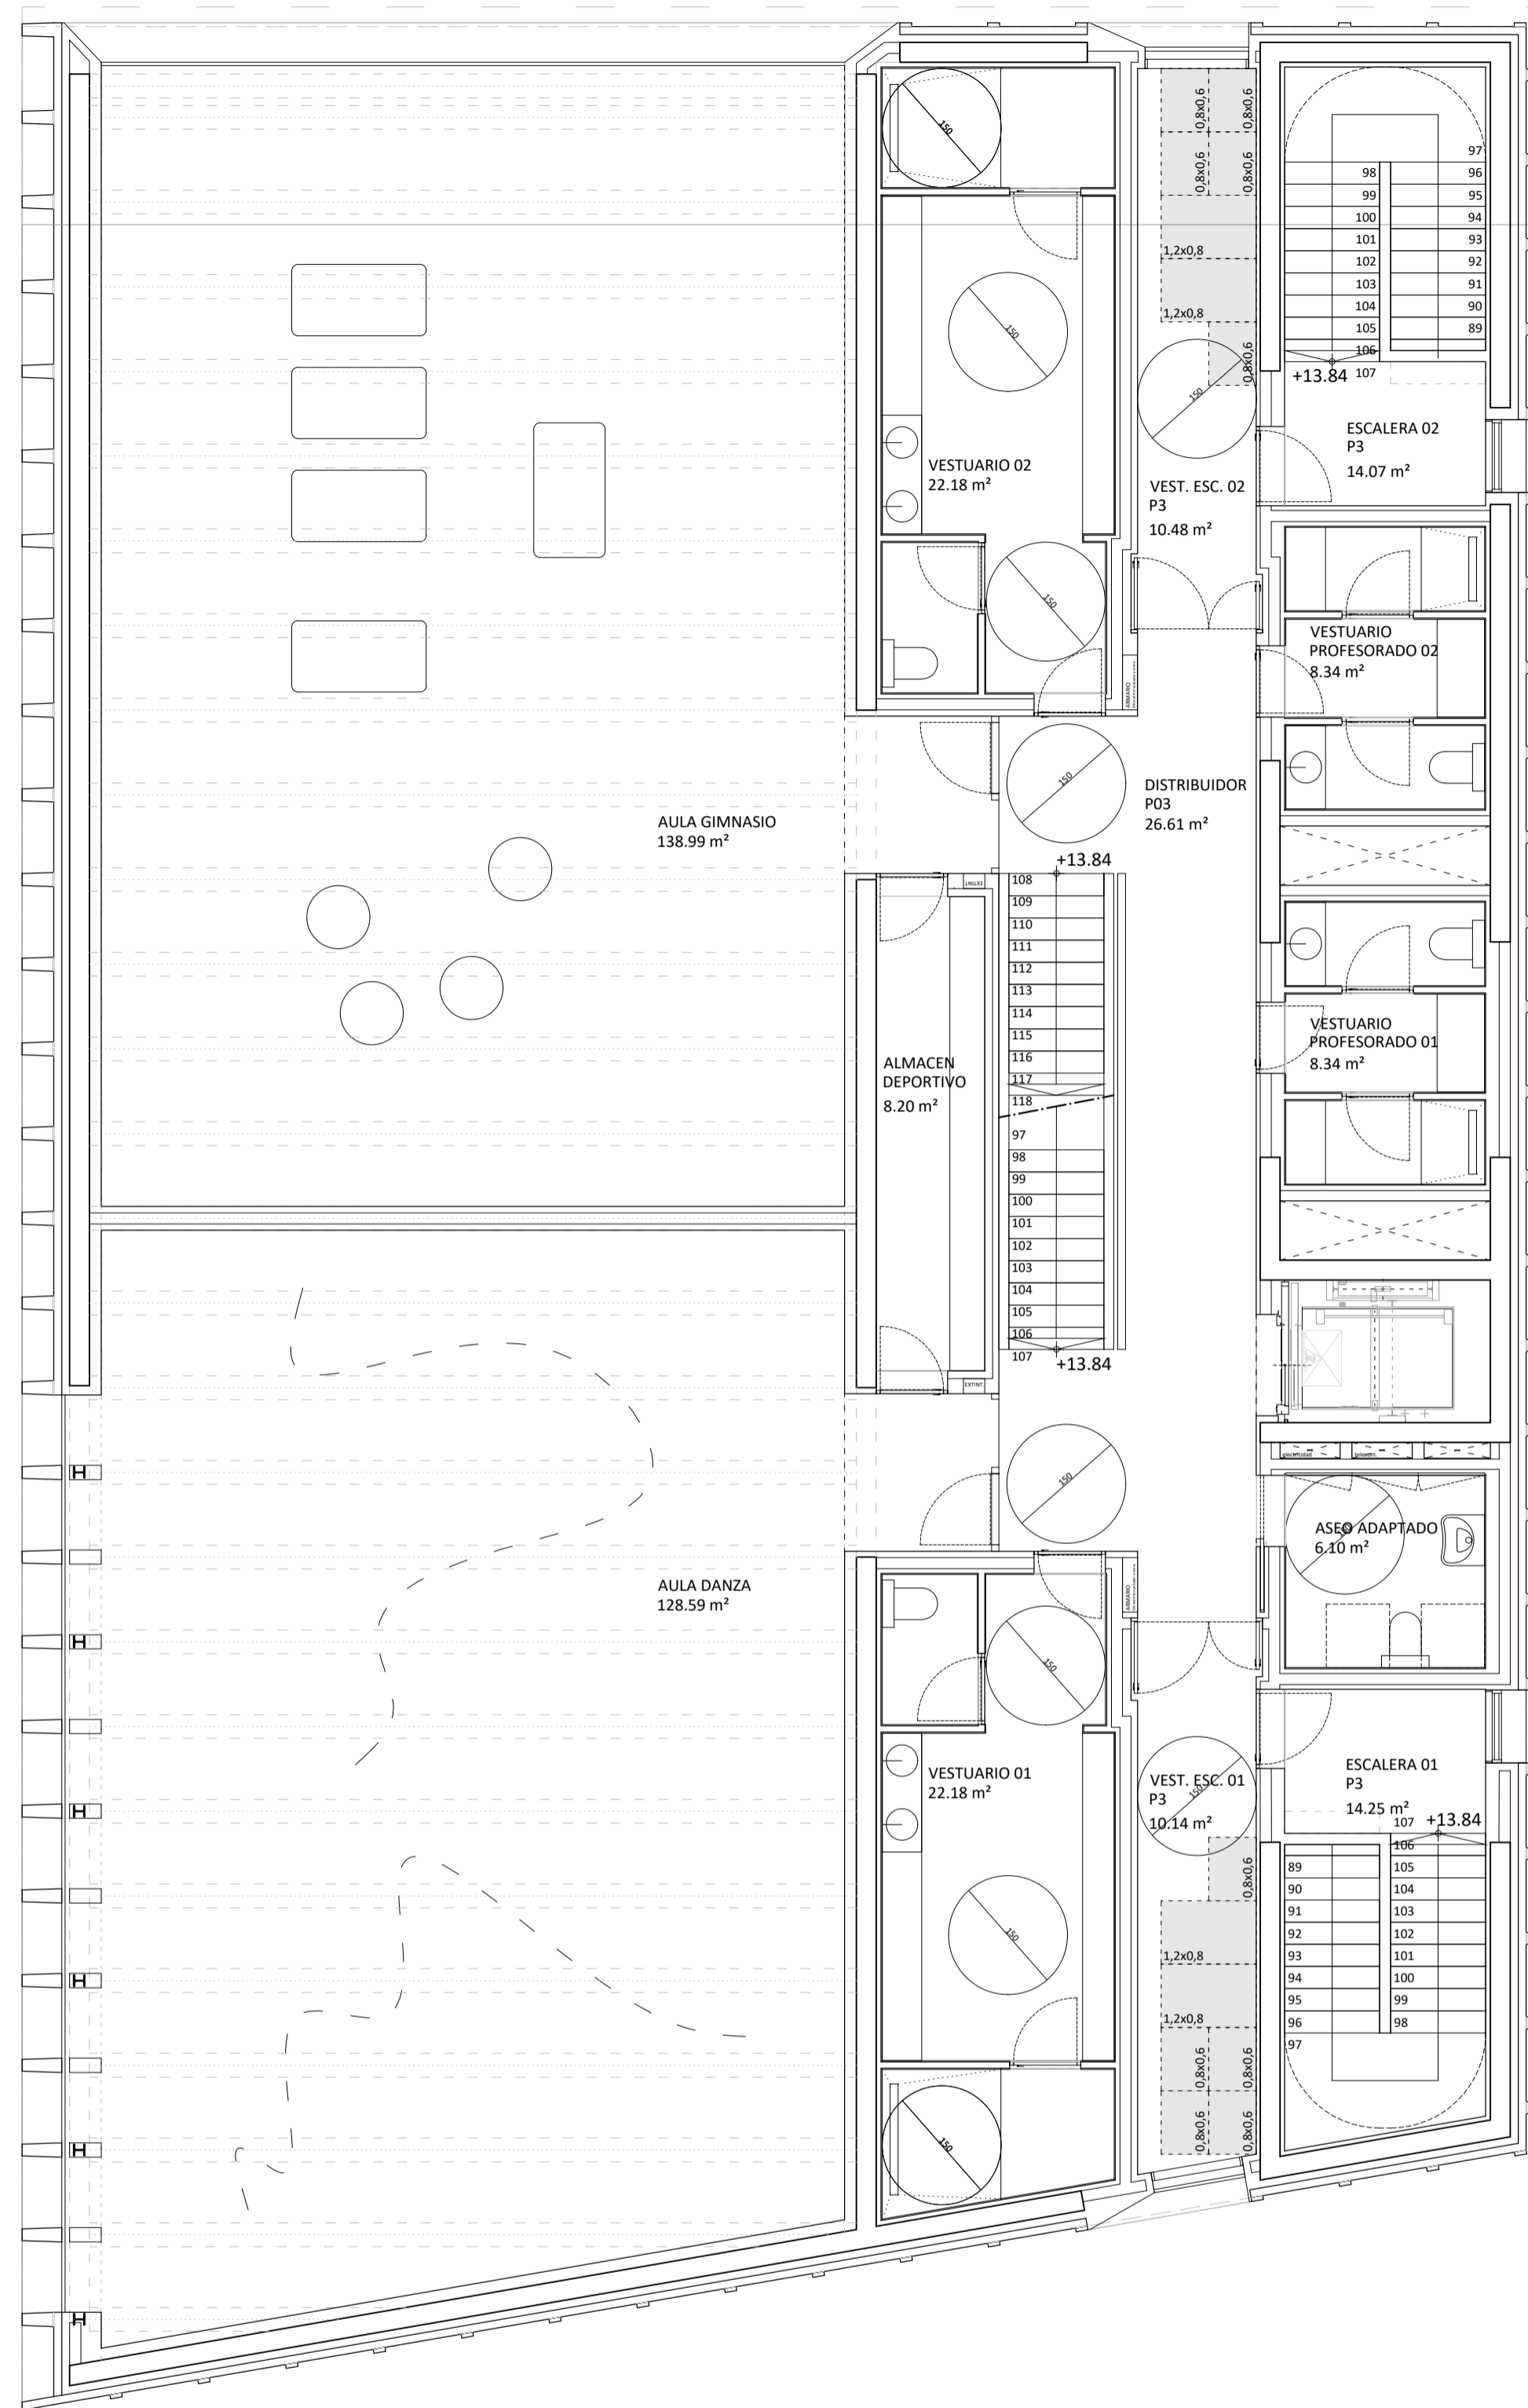 150
0,8x0,6
0,8x0,6
0,8x0,6
0,8x0,6
1,2x0,8
1,2x0,8
0,8x0,6
97
98
96
99
95
100
94
101
93
102
92
103
91
104
90
105
89
106
+13.84
107
150
150
ESCALERA 02
P3
14.07 m²
VESTUARIO 02
22.18 m²
VEST. ESC. 02
P3
10.48 m²
150
VESTUARIO
PROFESORADO 02
8.34 m²
ARMARIO
150
DISTRIBUIDOR
P03
26.61 m²
AULA GIMNASIO
138.99 m²
+13.84
EXTINT.
108
109
110
111
112
113
114
115
116
117
118
ALMACEN
DEPORTIVO
8.20 m²
VESTUARIO
PROFESORADO 01
8.34 m²
97
98
99
100
101
102
103
104
105
106
107
+13.84
EXTINT.
electricidad
telecom.
150
ASEO ADAPTADO
6.10 m²
150
AULA DANZA
128.59 m²
ARMARIO
150
VESTUARIO 01
22.18 m²
VEST. ESC. 01
P3
10.14 m²
150
ESCALERA 01
P3
14.25 m²
107
+13.84
106
89
105
90
104
91
103
92
102
93
101
94
100
95
99
96
98
97
150
0,8x0,6
1,2x0,8
1,2x0,8
0,8x0,6
0,8x0,6
0,8x0,6
0,8x0,6
150